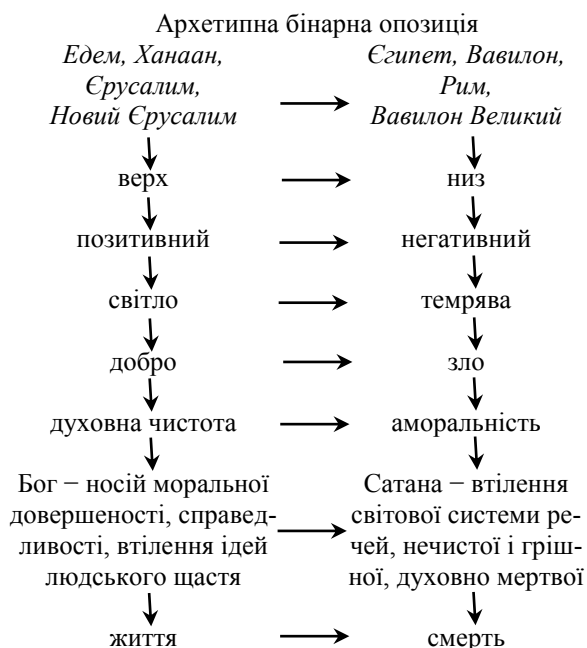 Архетипна бінарна опозиція
Едем, Ханаан,
Єрусалим,
Новий Єрусалим
Єгипет, Вавилон,
Рим,
Вавилон Великий
верх
низ
позитивний
негативний
світло
темрява
добро
зло
духовна чистота
аморальність
Бог − носій моральної
довершеності, справед-
ливості, втілення ідей
людського щастя
Сатана − втілення
світової системи ре-
чей, нечистої і гріш-
ної, духовно мертвої
життя
смерть